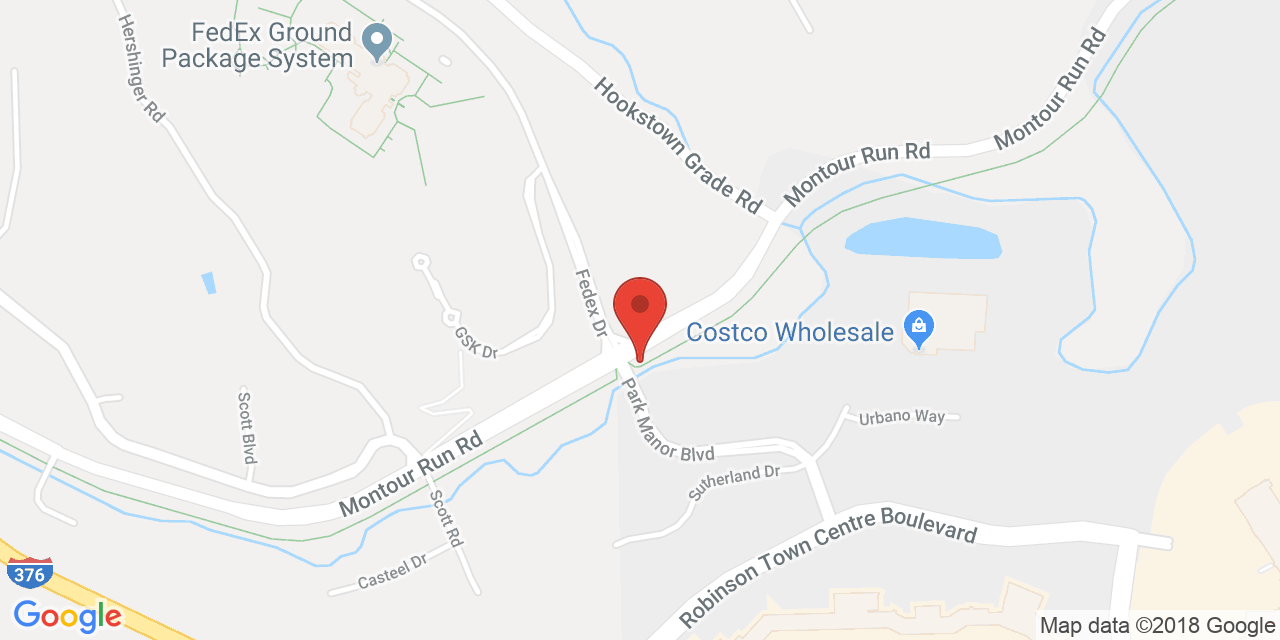 FedEx Ground
Package System
Hershinger Rd
Hookstown Grade Rd
Montour Run Rd
Montour Run Rd
Fedex Dr
GSK Dr
Costco Wholesale
Park Manor Blvd
Urbano Way
Scott Blvd
Montour Run Rd
Sutherland Dr
Scott Rd
Robinson Town Centre Boulevard
Casteel Dr
376
Google
Map data ©2018 Google